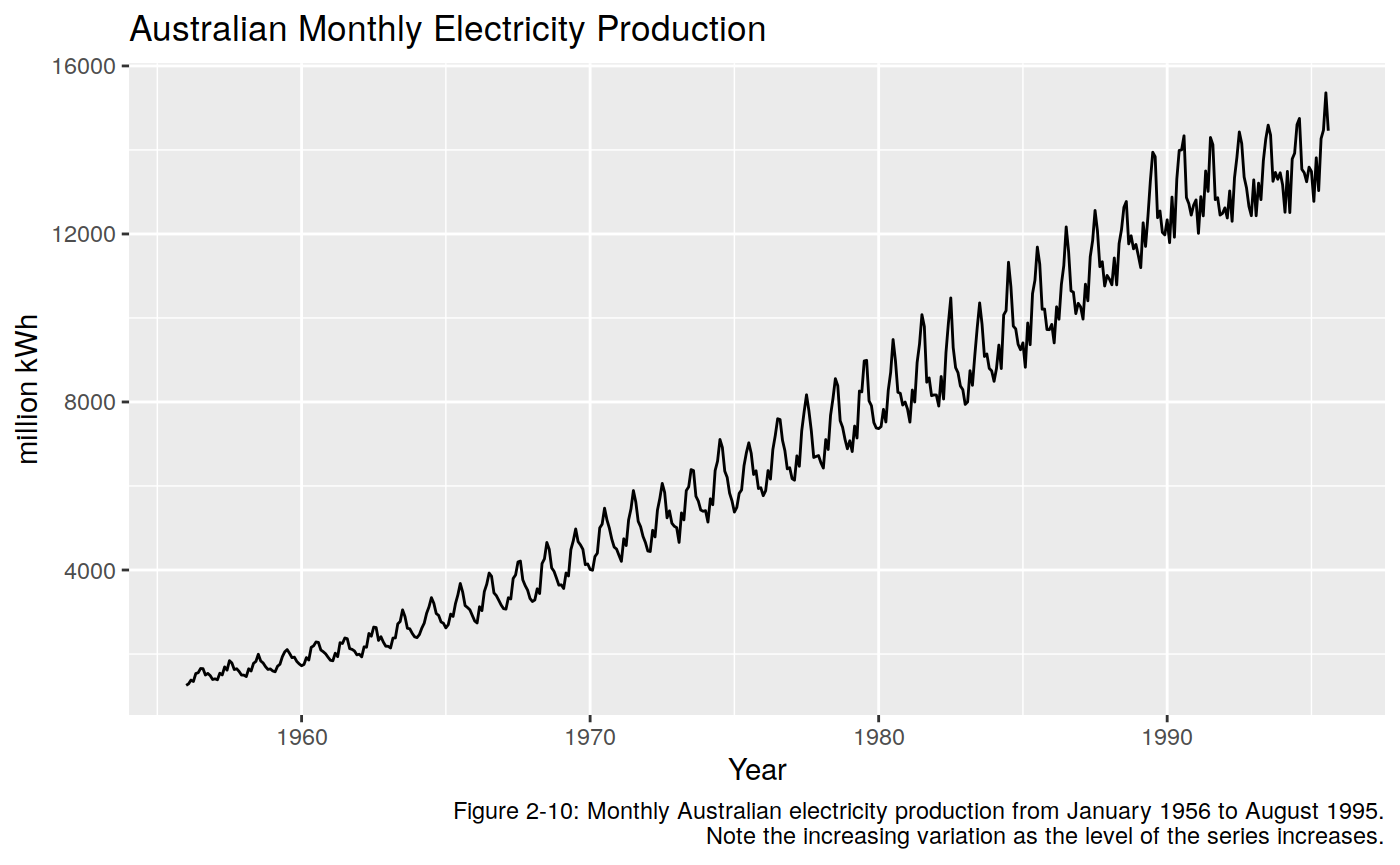 Australian Monthly Electricity Production
16000
12000
8000
4000
million kWh
1960
1970
1980
1990
Year
Figure 2-10: Monthly Australian electricity production from January 1956 to August 1995.
Note the increasing variation as the level of the series increases.